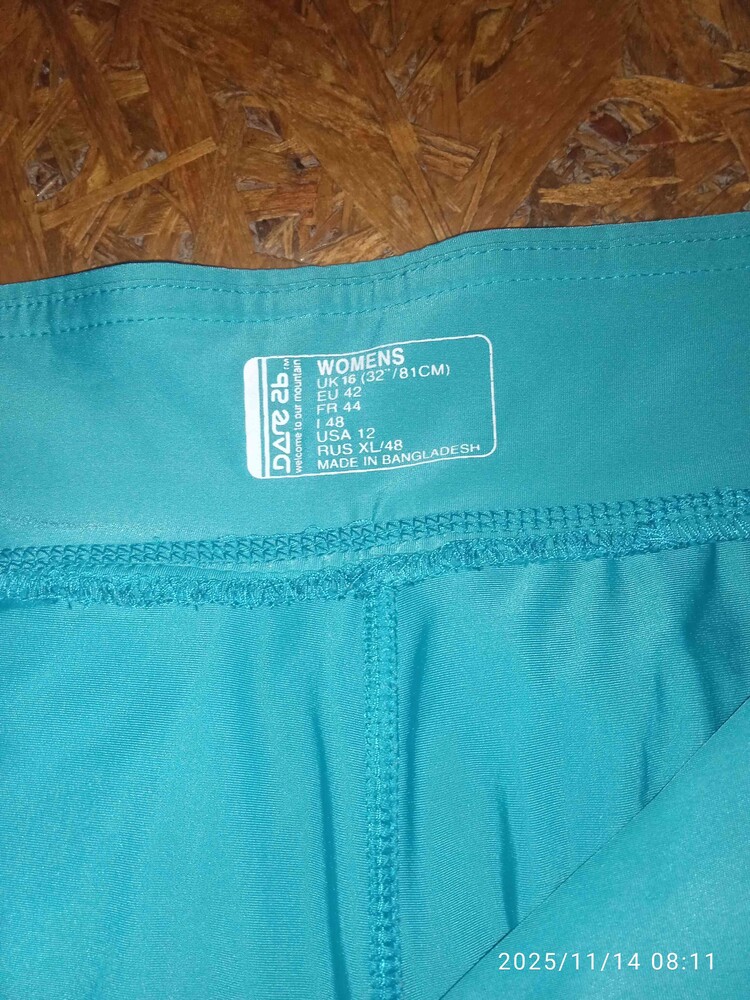 DARE 2b™
welcome to our mountain
WOMENS
UK 16 (32"/81CM)
EU 42
FR 44
I 48
USA 12
RUS XL/48
MADE IN BANGLADESH
2025/11/14 08:11